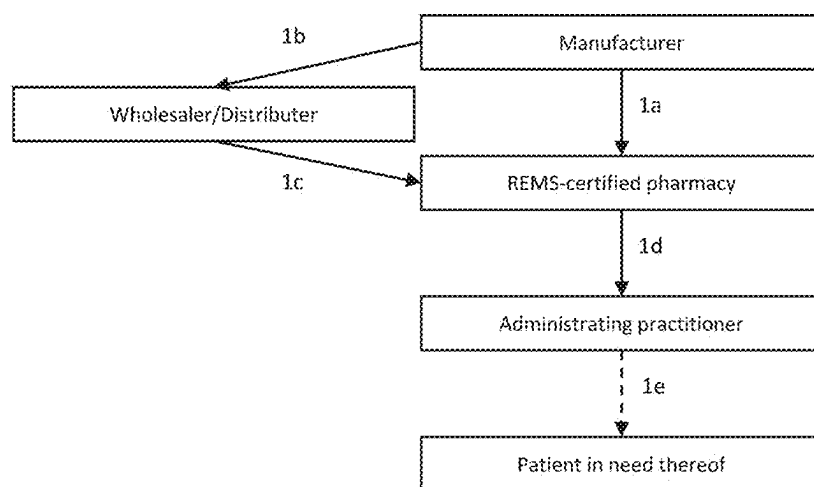 1b
Manufacturer
Wholesaler/Distributer
1a
1c
REMS-certified pharmacy
1d
Administrating practitioner
1e
Patient in need thereof